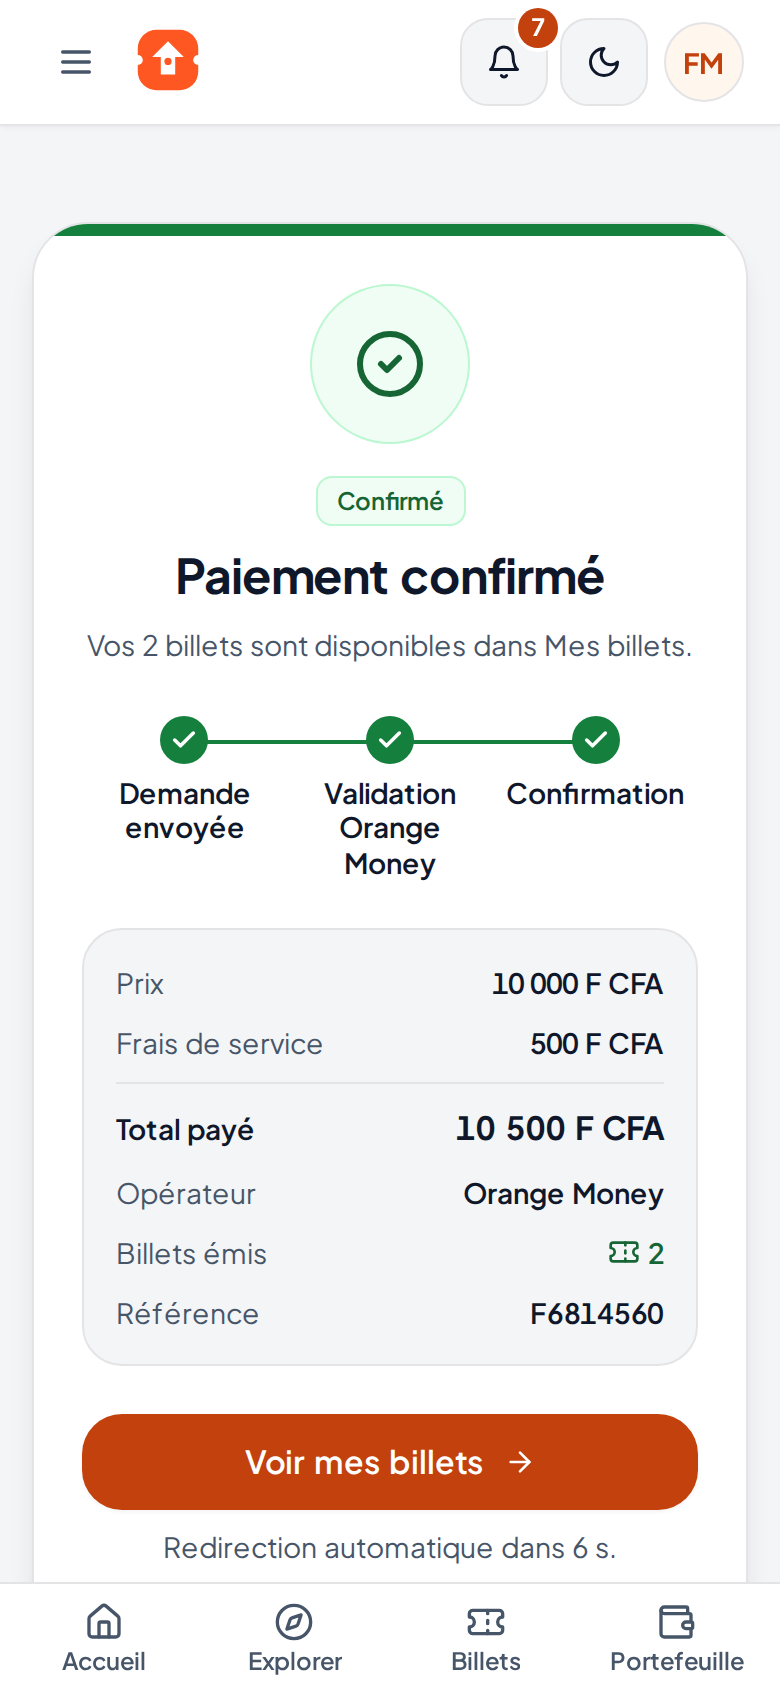 7
FM
Confirmé
Paiement confirmé
Vos 2 billets sont disponibles dans Mes billets.
Demande envoyée
Validation Orange Money
Confirmation
Prix 10 000 F CFA
Frais de service 500 F CFA
Total payé 10 500 F CFA
Opérateur Orange Money
Billets émis 2
Référence F6814560
Voir mes billets →
Redirection automatique dans 6 s.
Accueil Explorer Billets Portefeuille